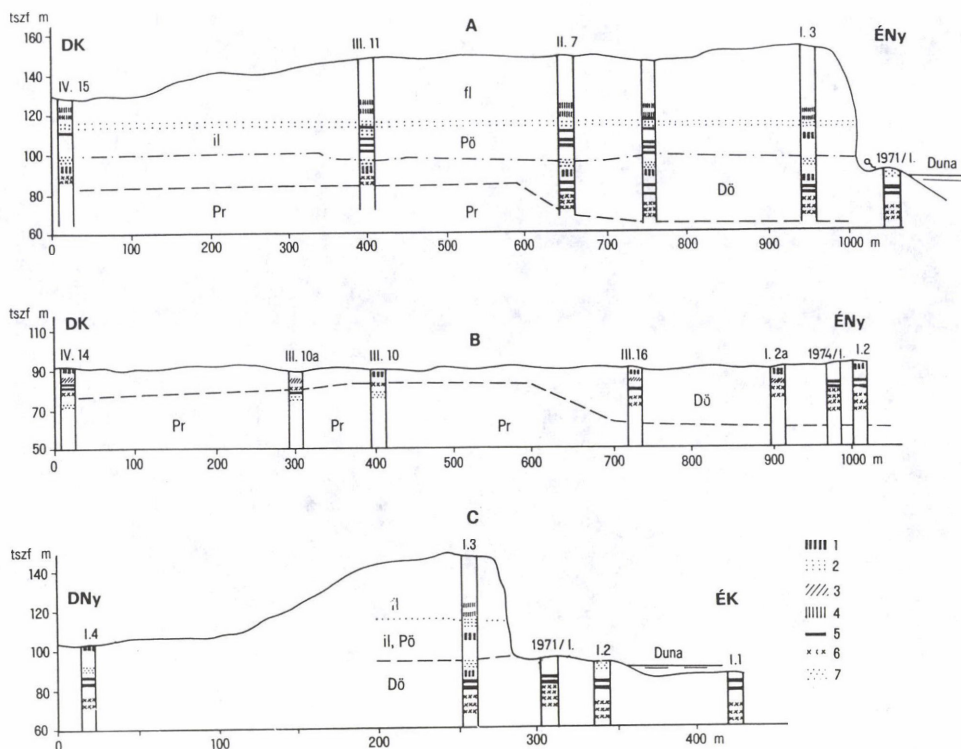 tszf m
A
160
DK
III. 11
II. 7
I. 3
ÉNy
140
IV. 15
fl
120
il
Pö
1971/I.
Duna
100
80
Dö
Pr
Pr
60
0 100 200 300 400 500 600 700 800 900 1000 m
tszf m
DK
B
ÉNy
110
IV. 14
III. 10a
III. 10
III. 16
I. 2a
1974/I.
I.2
90
70
Dö
Pr
Pr
Pr
50
0 100 200 300 400 500 600 700 800 900 1000 m
C
tszf m
I.3
1
140
2
DNy
3
120
fl
ÉK
4
I.4
il, Pö
1971/I.
I.2
Duna
I.1
5
100
6
80
Dö
7
60
0 100 200 300 400 m